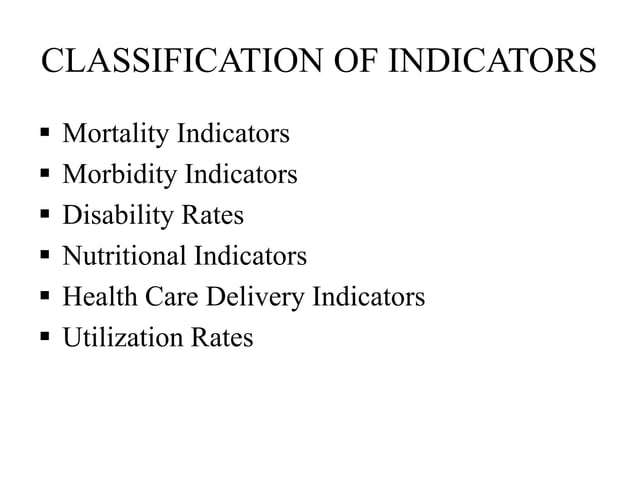 CLASSIFICATION OF INDICATORS
▪ Mortality Indicators
▪ Morbidity Indicators
▪ Disability Rates
▪ Nutritional Indicators
▪ Health Care Delivery Indicators
▪ Utilization Rates